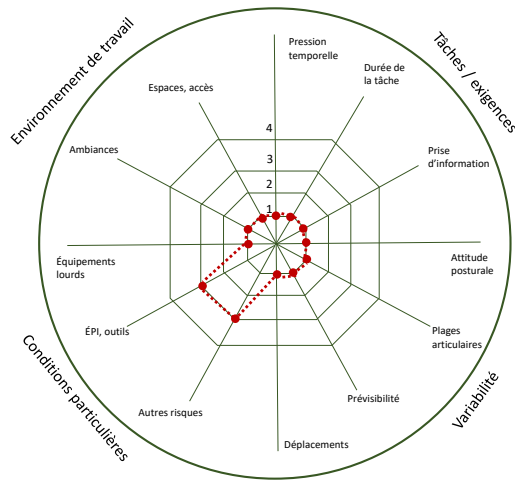 Environnement de travail
Tâches / exigences
Pression
temporelle
Durée de
la tâche
Espaces, accès
4
Ambiances
Prise
d'information
3
2
1
Équipements
lourds
Attitude
posturale
ÉPI, outils
Plages
articulaires
Autres risques
Prévisibilité
Déplacements
Conditions particulières
Variabilité